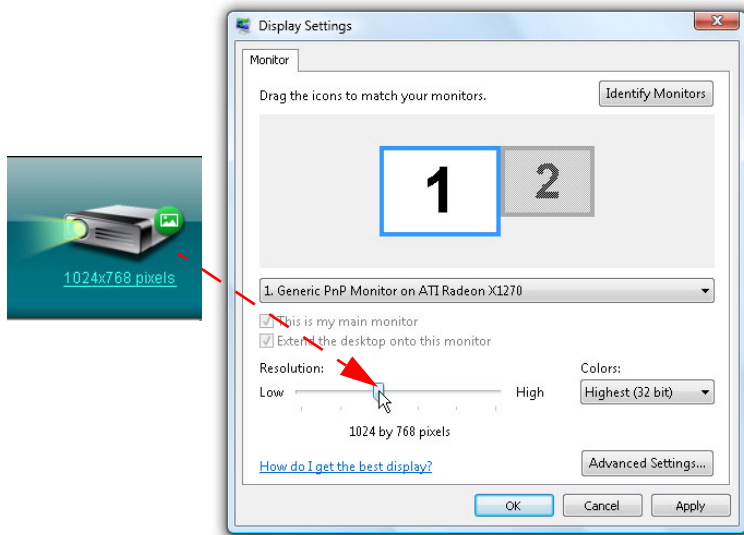 Display Settings
Monitor
Drag the icons to match your monitors.
Identify Monitors
1
2
1024x768 pixels
1. Generic PnP Monitor on ATI Radeon X1270
This is my main monitor
Extend the desktop onto this monitor
Resolution:
Colors:
Low
High
Highest (32 bit)
1024 by 768 pixels
How do I get the best display?
Advanced Settings...
OK
Cancel
Apply